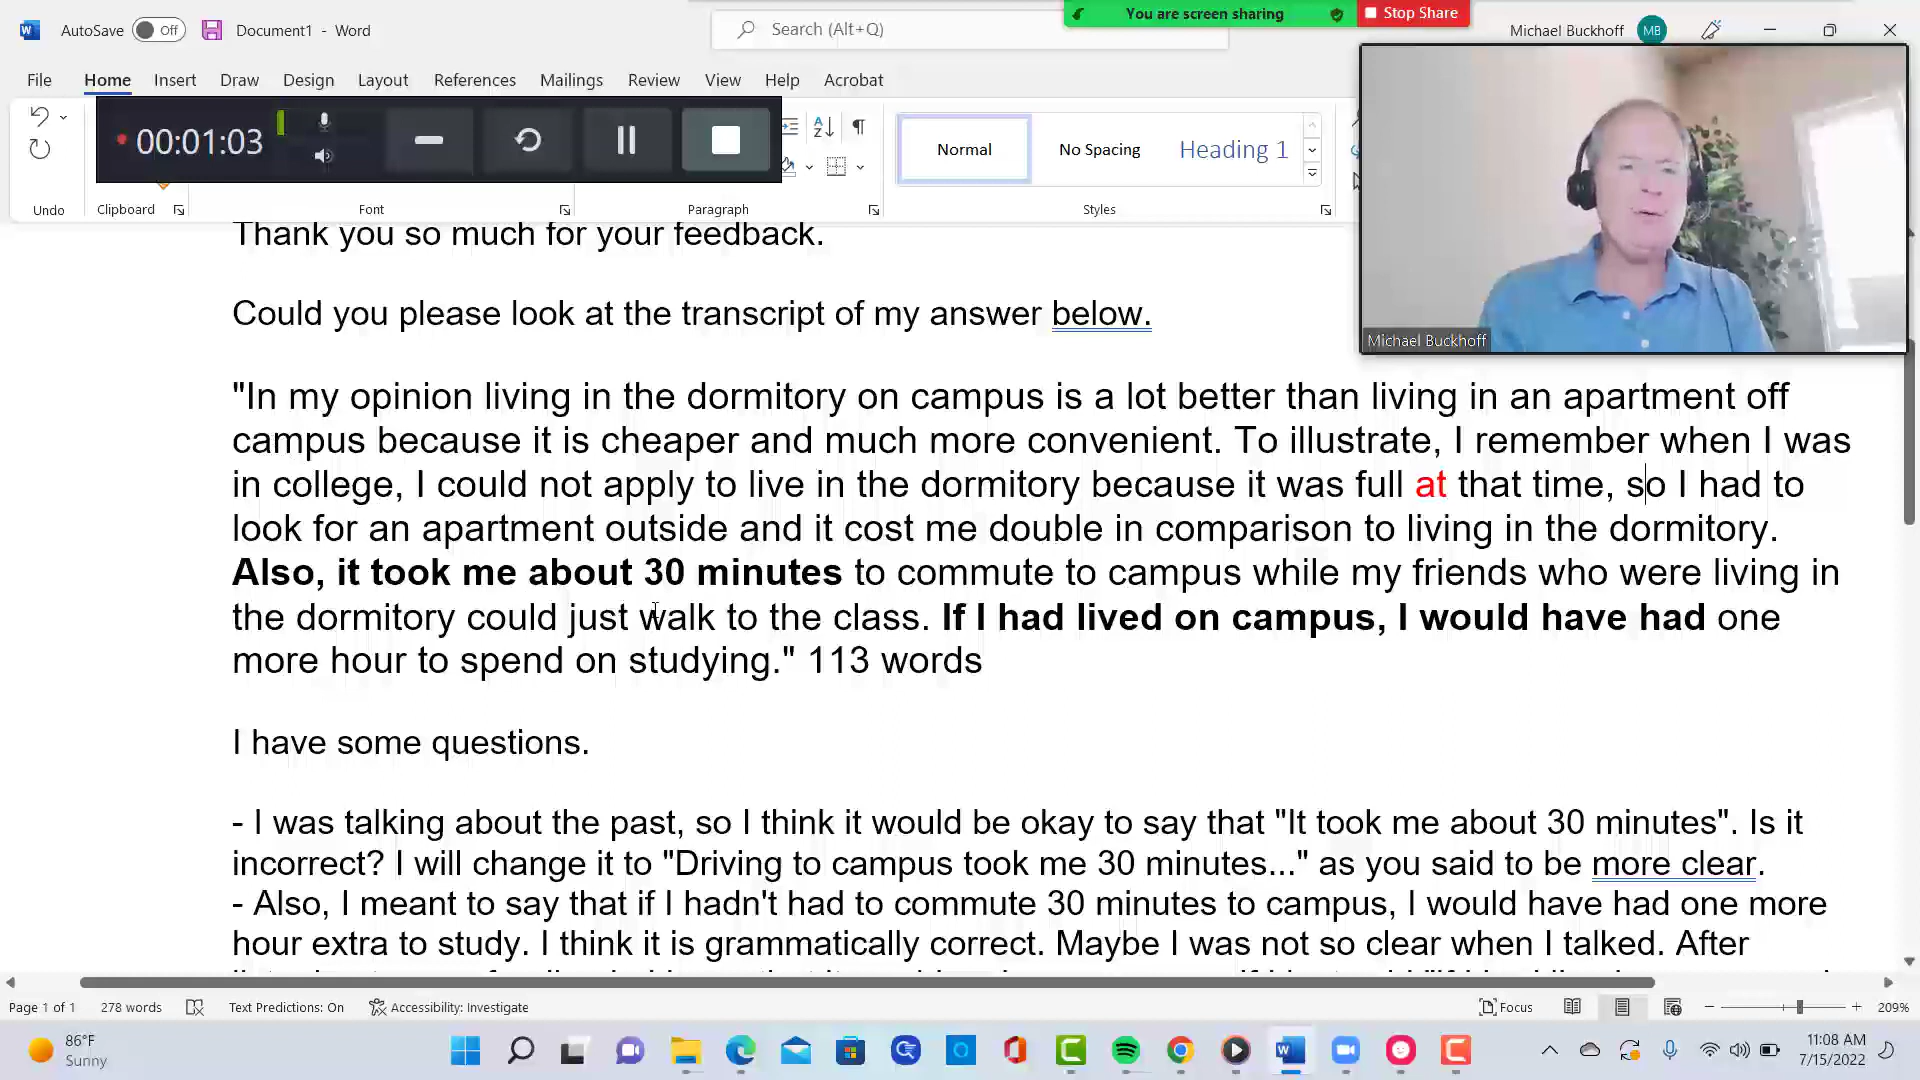 You are screen sharing
Stop Share
AutoSave Off Document1 - Word
Search (Alt+Q)
Michael Buckhoff MB
File Home Insert Draw Design Layout References Mailings Review View Help Acrobat
00:01:03
Normal No Spacing Heading 1
Undo Clipboard Font Paragraph Styles
Michael Buckhoff
Thank you so much for your feedback.
Could you please look at the transcript of my answer below.
"In my opinion living in the dormitory on campus is a lot better than living in an apartment off
campus because it is cheaper and much more convenient. To illustrate, I remember when I was
in college, I could not apply to live in the dormitory because it was full at that time, so I had to
look for an apartment outside and it cost me double in comparison to living in the dormitory.
Also, it took me about 30 minutes to commute to campus while my friends who were living in
the dormitory could just walk to the class. If I had lived on campus, I would have had one
more hour to spend on studying." 113 words
I have some questions.
- I was talking about the past, so I think it would be okay to say that "It took me about 30 minutes". Is it
incorrect? I will change it to "Driving to campus took me 30 minutes..." as you said to be more clear.
- Also, I meant to say that if I hadn't had to commute 30 minutes to campus, I would have had one more
hour extra to study. I think it is grammatically correct. Maybe I was not so clear when I talked. After
Page 1 of 1 278 words Text Predictions: On Accessibility: Investigate Focus 209%
86°F
Sunny
11:08 AM
7/15/2022